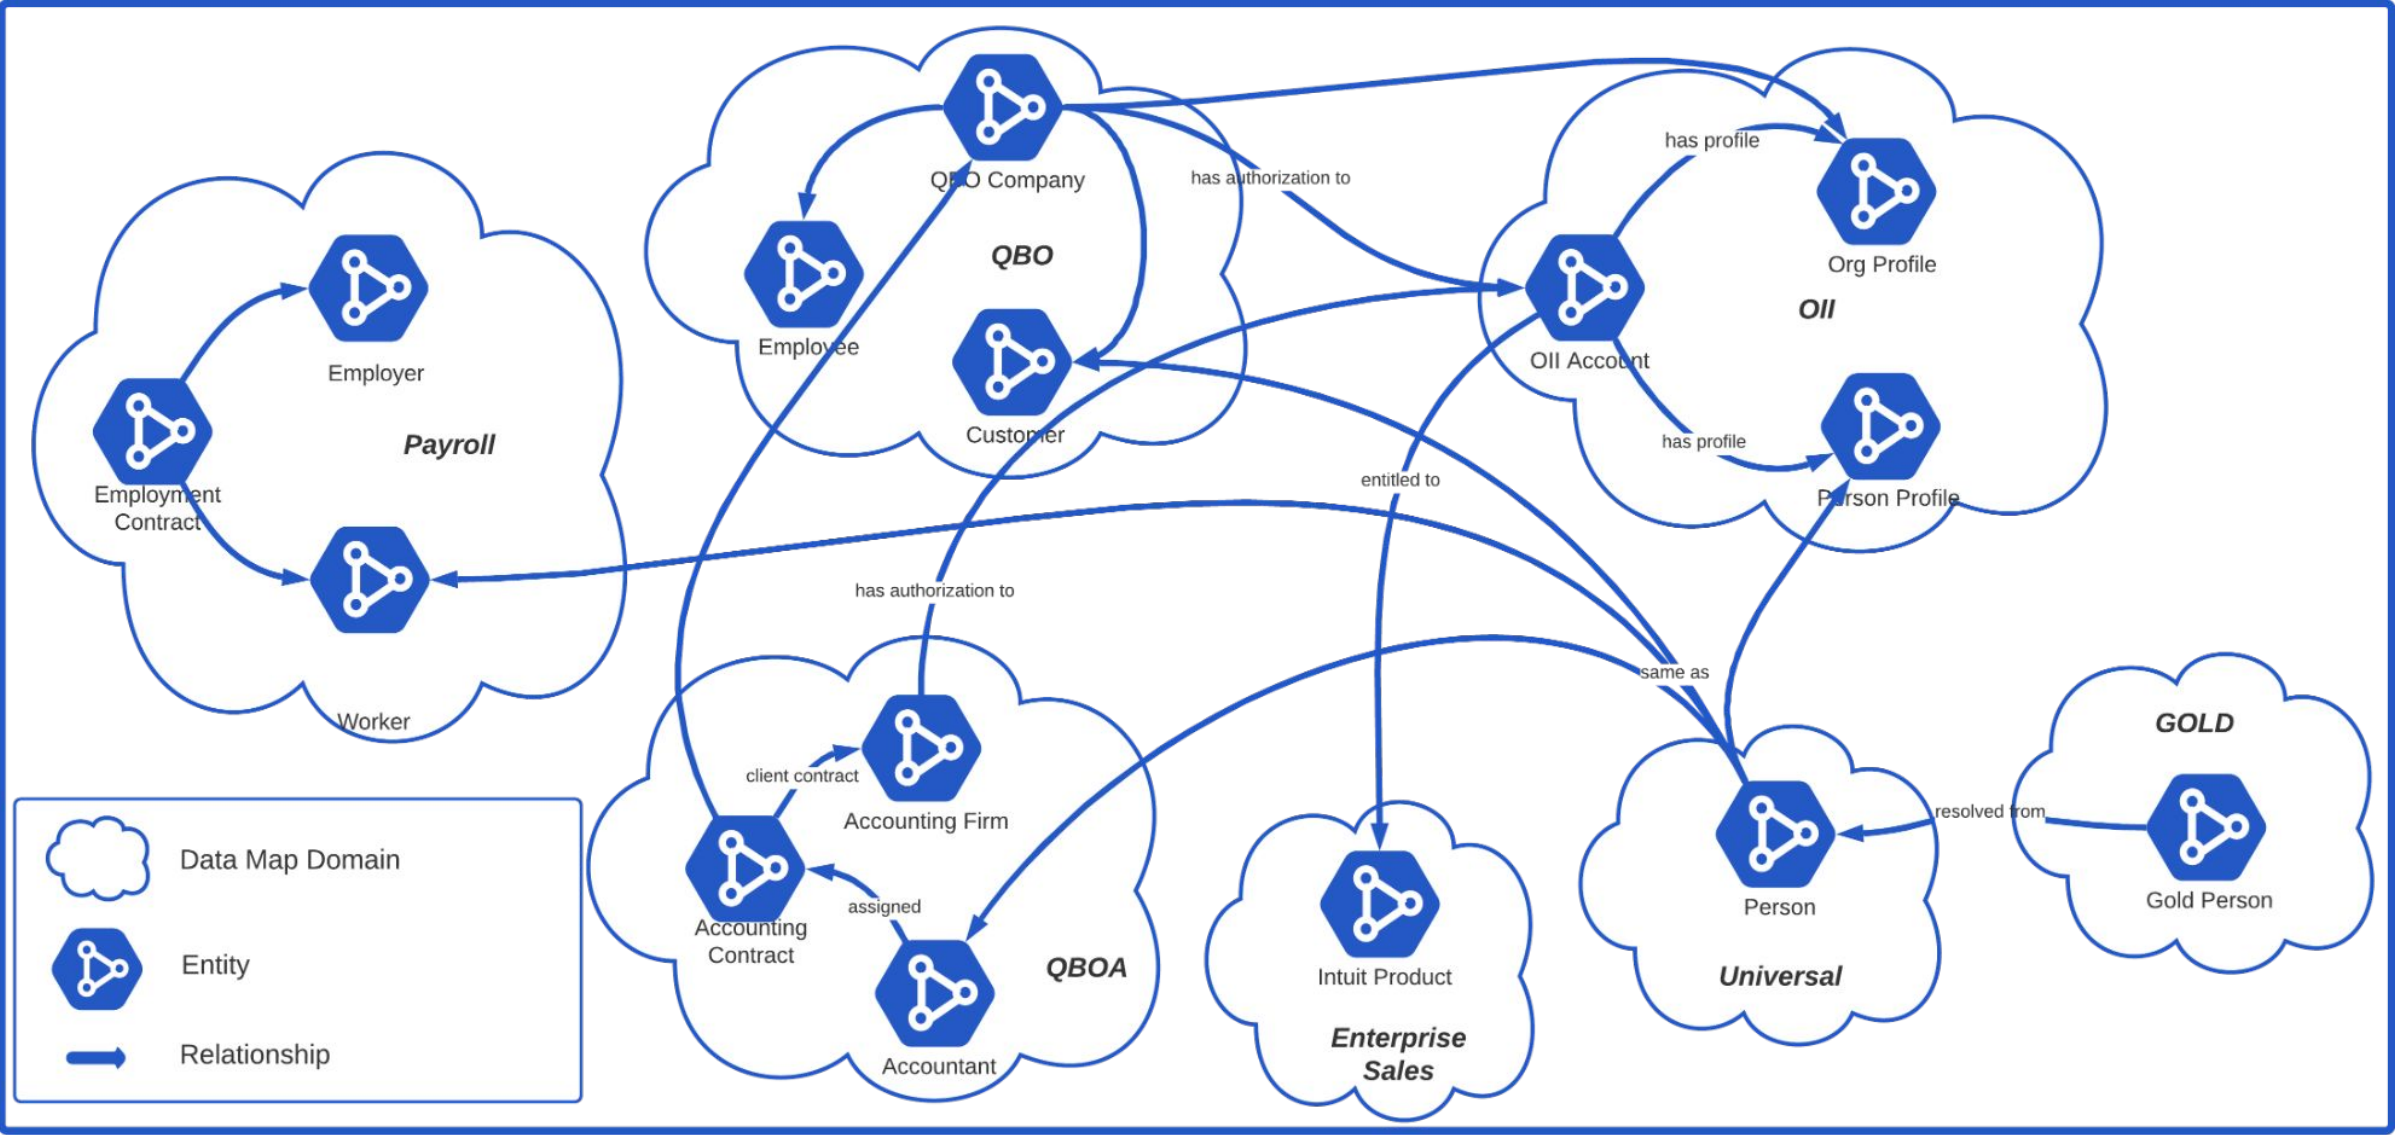 QBO Company
has authorization to
QBO
Employee
Customer
has profile
Org Profile
OII
OII Account
has profile
Person Profile
Employer
Payroll
Employment
Contract
Worker
entitled to
has authorization to
same as
client contract
Accounting Firm
assigned
Accounting
Contract
QBOA
Accountant
Intuit Product
Enterprise
Sales
Person
Universal
resolved from
GOLD
Gold Person
Data Map Domain
Entity
Relationship